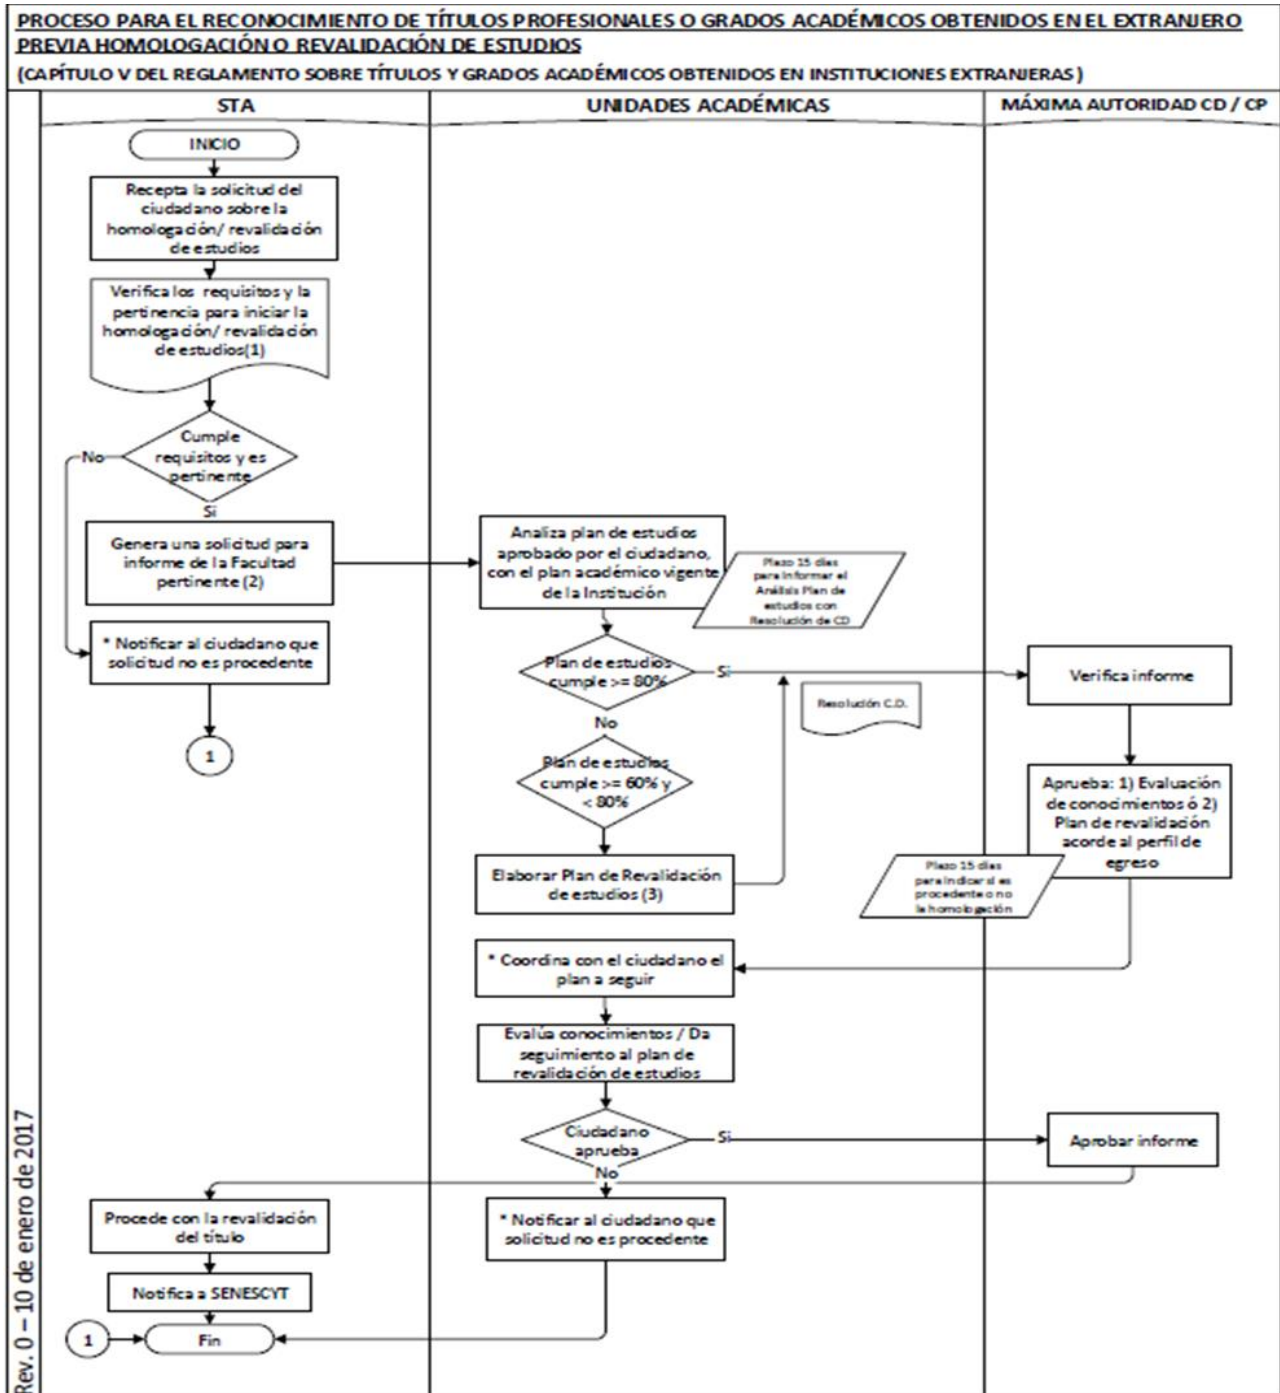 PROCESO PARA EL RECONOCIMIENTO DE TÍTULOS PROFESIONALES O GRADOS ACADÉMICOS OBTENIDOS EN EL EXTRANJERO
PREVIA HOMOLOGACIÓN O REVALIDACIÓN DE ESTUDIOS
(CAPÍTULO V DEL REGLAMENTO SOBRE TÍTULOS Y GRADOS ACADÉMICOS OBTENIDOS EN INSTITUCIONES EXTRANJERAS)
STA
UNIDADES ACADÉMICAS
MÁXIMA AUTORIDAD CD / CP
INICIO
Recepta la solicitud del
ciudadano sobre la
homologación/ revalidación
de estudios
Verifica los requisitos y la
pertinencia para iniciar la
homologación/ revalidación
de estudios(1)
Cumple
requisitos y es
pertinente
No
Si
Genera una solicitud para
informe de la Facultad
pertinente (2)
* Notificar al ciudadano que
solicitud no es procedente
1
Analiza plan de estudios
aprobado por el ciudadano,
con el plan académico vigente
de la Institución
Plazo 15 días
para Informar el
Análisis Plan de
estudios con
Resolución de CD
Plan de estudios
cumple >= 80%
Si
No
Resolución C.D.
Plan de estudios
cumple >= 60% y
< 80%
Elaborar Plan de Revalidación
de estudios (3)
Verifica informe
Aprueba: 1) Evaluación
de conocimientos ó 2)
Plan de revalidación
acorde al perfil de
egreso
Plazo 15 días
para Indicar si es
procedente o no
la homologación
* Coordina con el ciudadano el
plan a seguir
Evalúa conocimientos / Da
seguimiento al plan de
revalidación de estudios
Ciudadano
aprueba
Si
No
Aprobar informe
* Notificar al ciudadano que
solicitud no es procedente
Procede con la revalidación
del título
Notifica a SENESCYT
1
Fin
Rev. 0 – 10 de enero de 2017